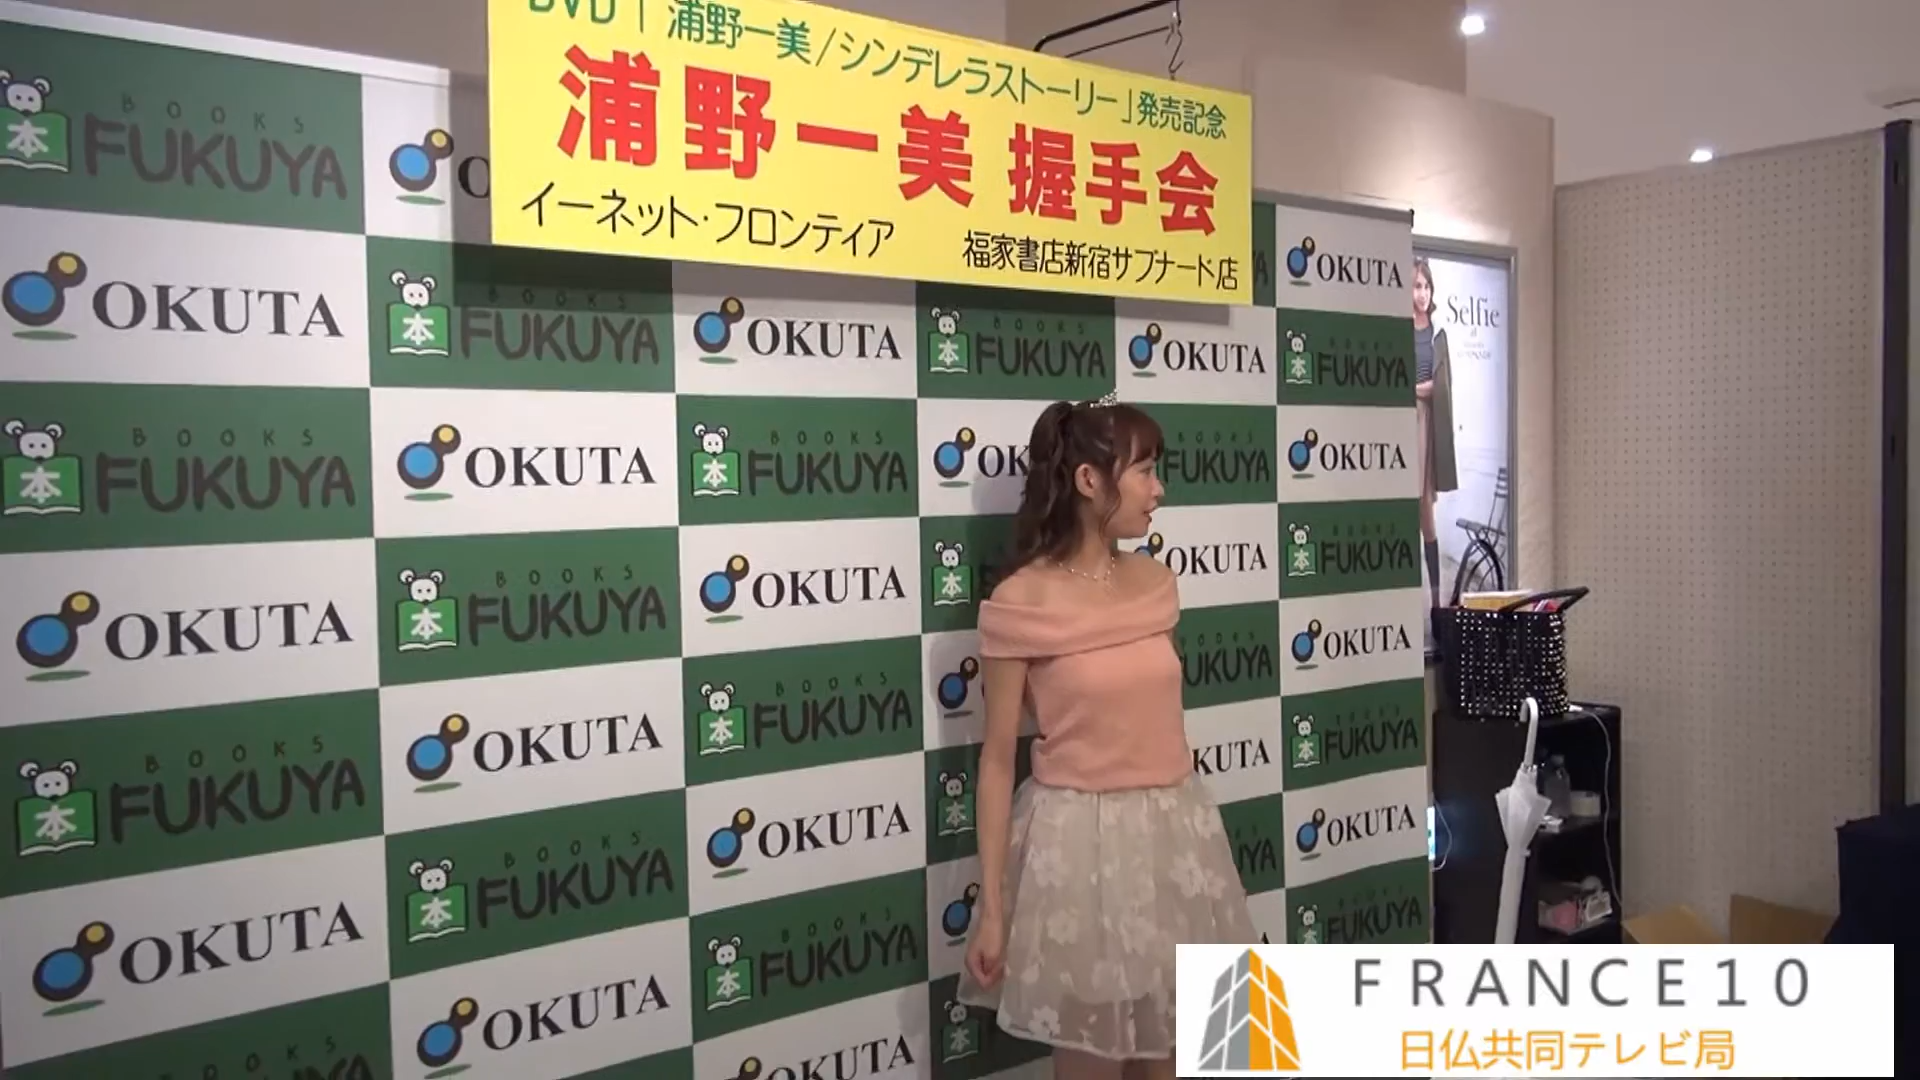 DVD「浦野一美/シンデレラストーリー」発売記念
浦野一美 握手会
イーネット・フロンティア
福家書店新宿サブナード店
BOOKS
本 FUKUYA
OKUTA
Selfie
FRANCE10
日仏共同テレビ局